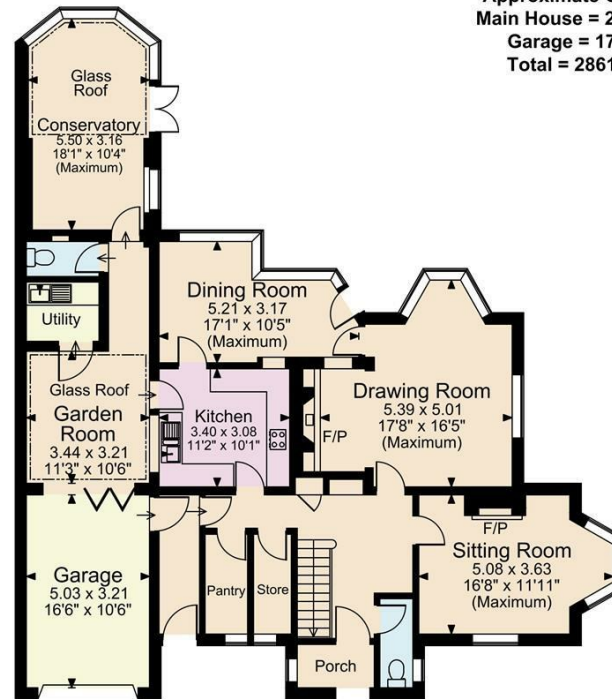 Main House = 2
Garage = 17
Total = 2861
Glass
Roof
Conservatory
5.50 x 3.16
18'1" x 10'4"
(Maximum)
Dining Room
5.21 x 3.17
17'1" x 10'5"
(Maximum)
Utility
Glass Roof
Garden
Room
3.44 x 3.21
11'3" x 10'6"
Kitchen
3.40 x 3.08
11'2" x 10'1"
F/P
Drawing Room
5.39 x 5.01
17'8" x 16'5"
(Maximum)
F/P
Sitting Room
5.08 x 3.63
16'8" x 11'11"
(Maximum)
Garage
5.03 x 3.21
16'6" x 10'6"
Pantry
Store
Porch